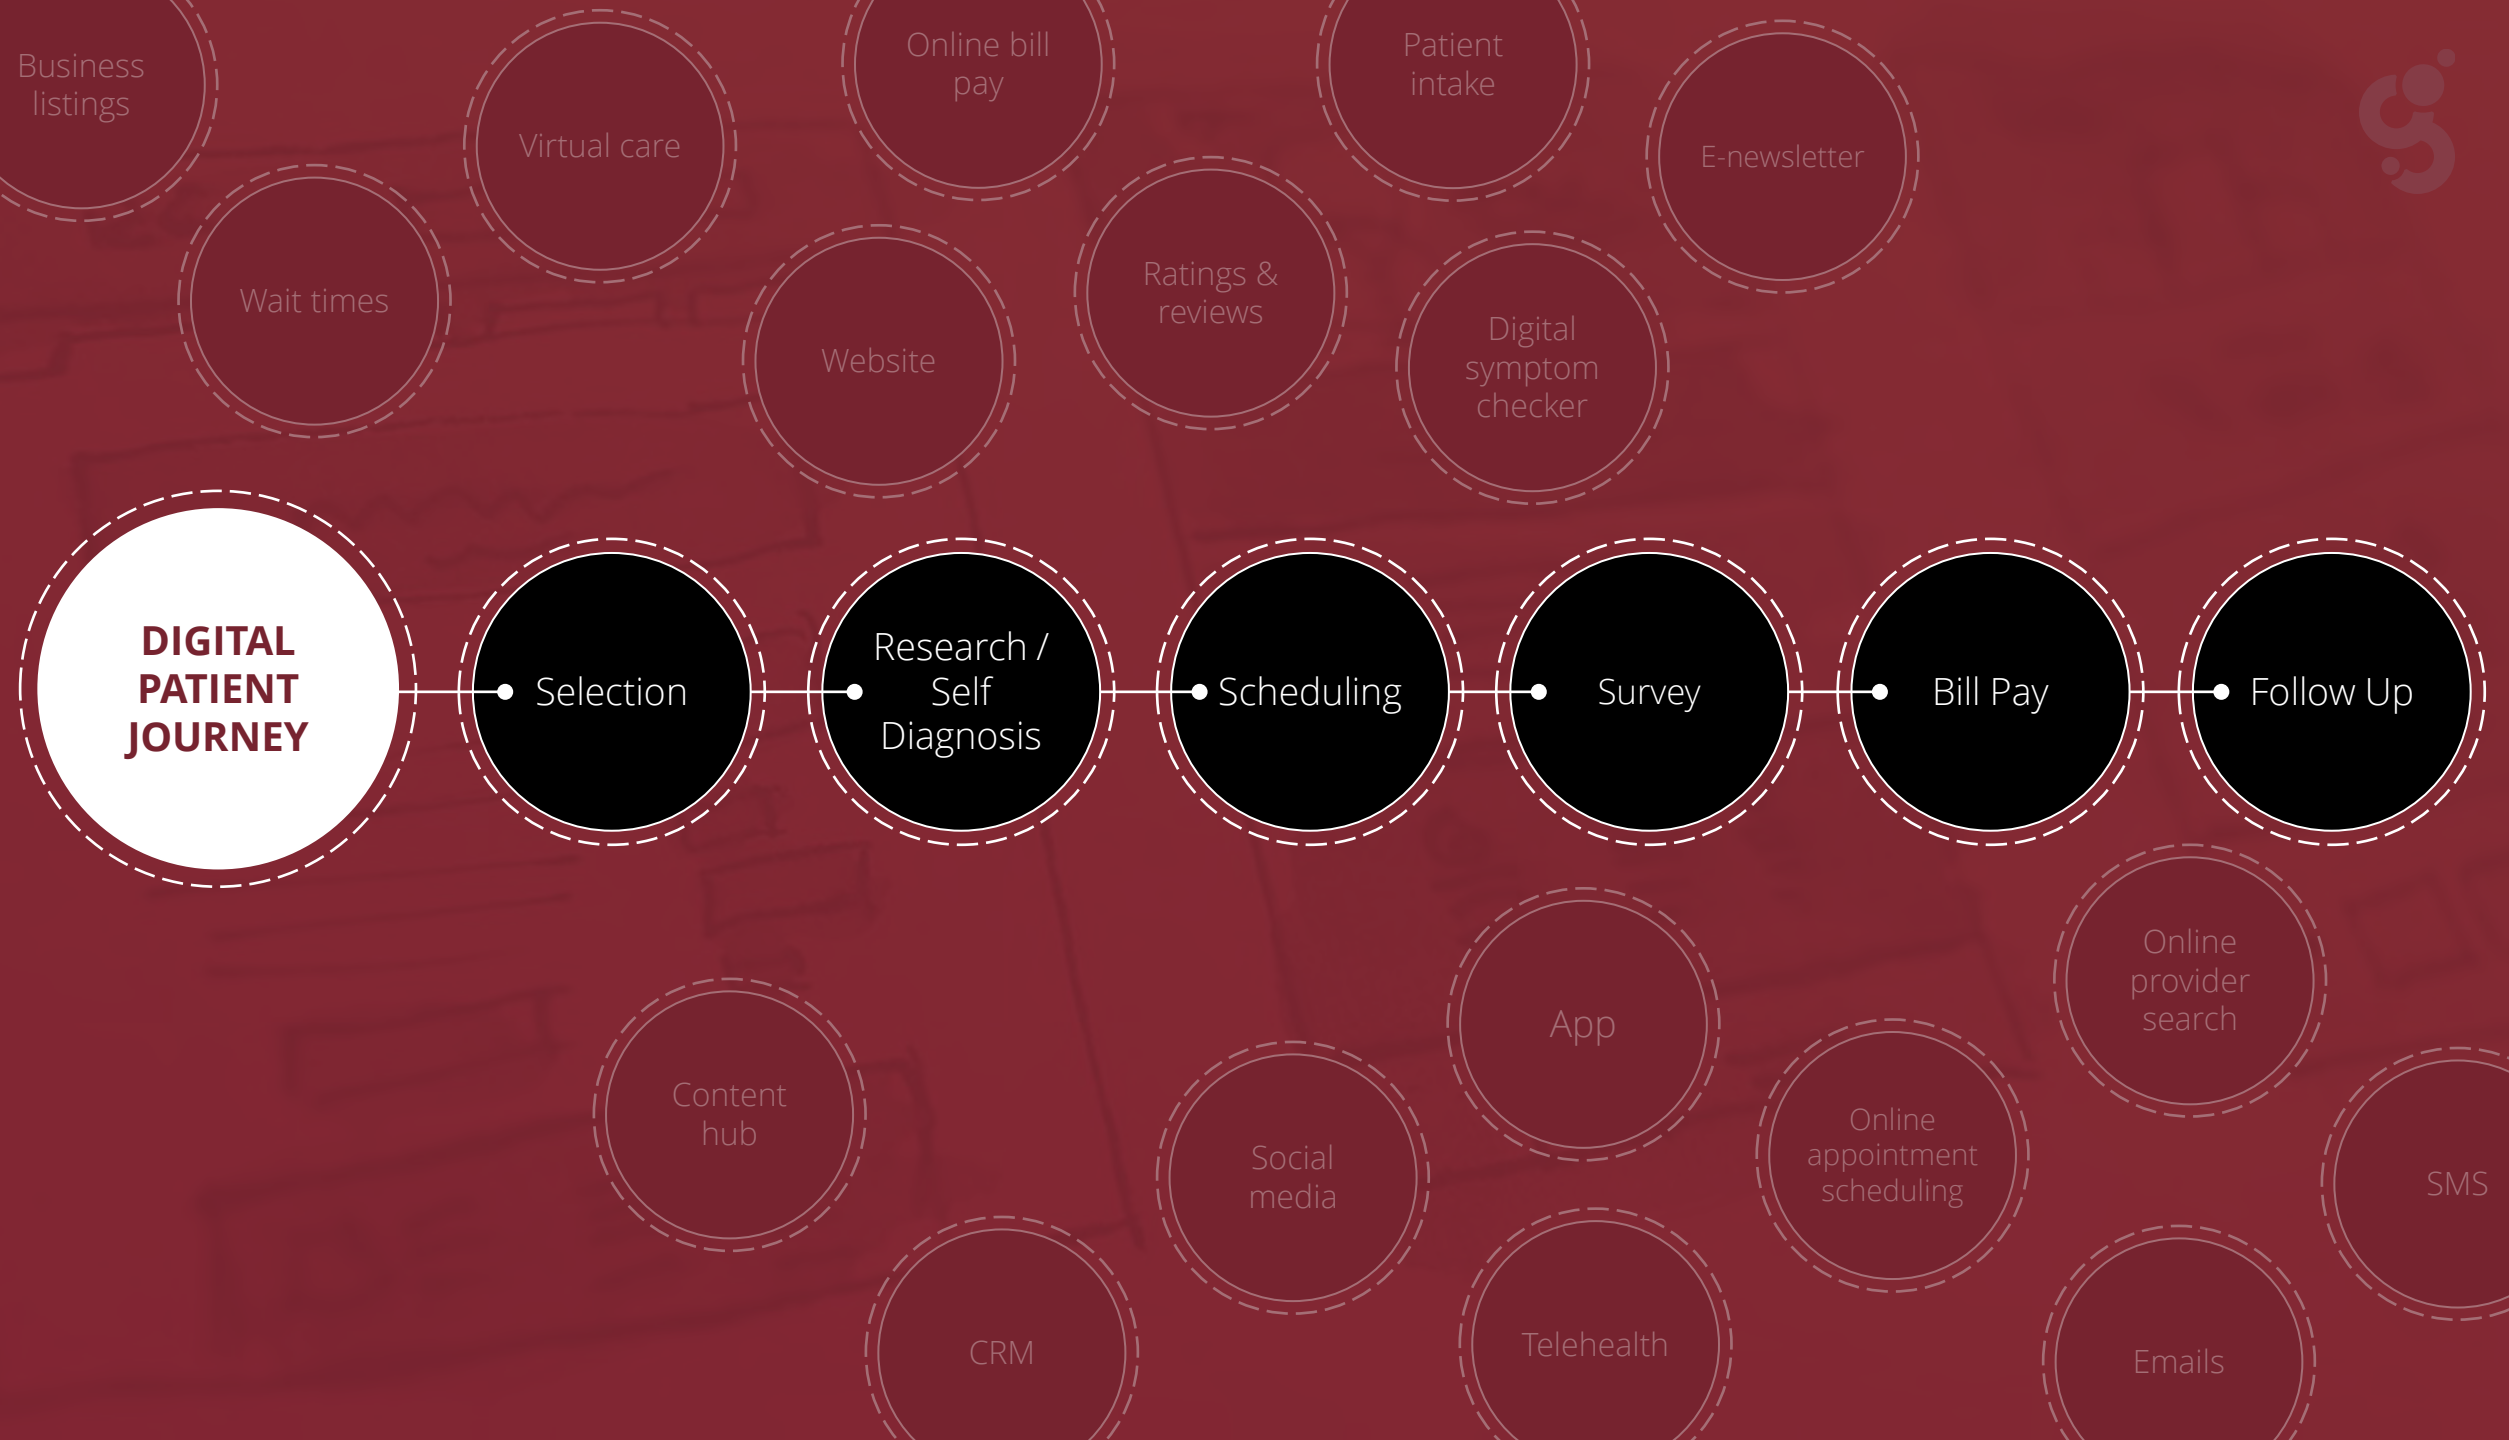 Business
listings
Virtual care
Online bill
pay
Patient
intake
E-newsletter
Wait times
Website
Ratings &
reviews
Digital
symptom
checker
DIGITAL
PATIENT
JOURNEY
Selection
Research /
Self
Diagnosis
Scheduling
Survey
Bill Pay
Follow Up
Content
hub
CRM
Social
media
App
Telehealth
Online
appointment
scheduling
Online
provider
search
SMS
Emails